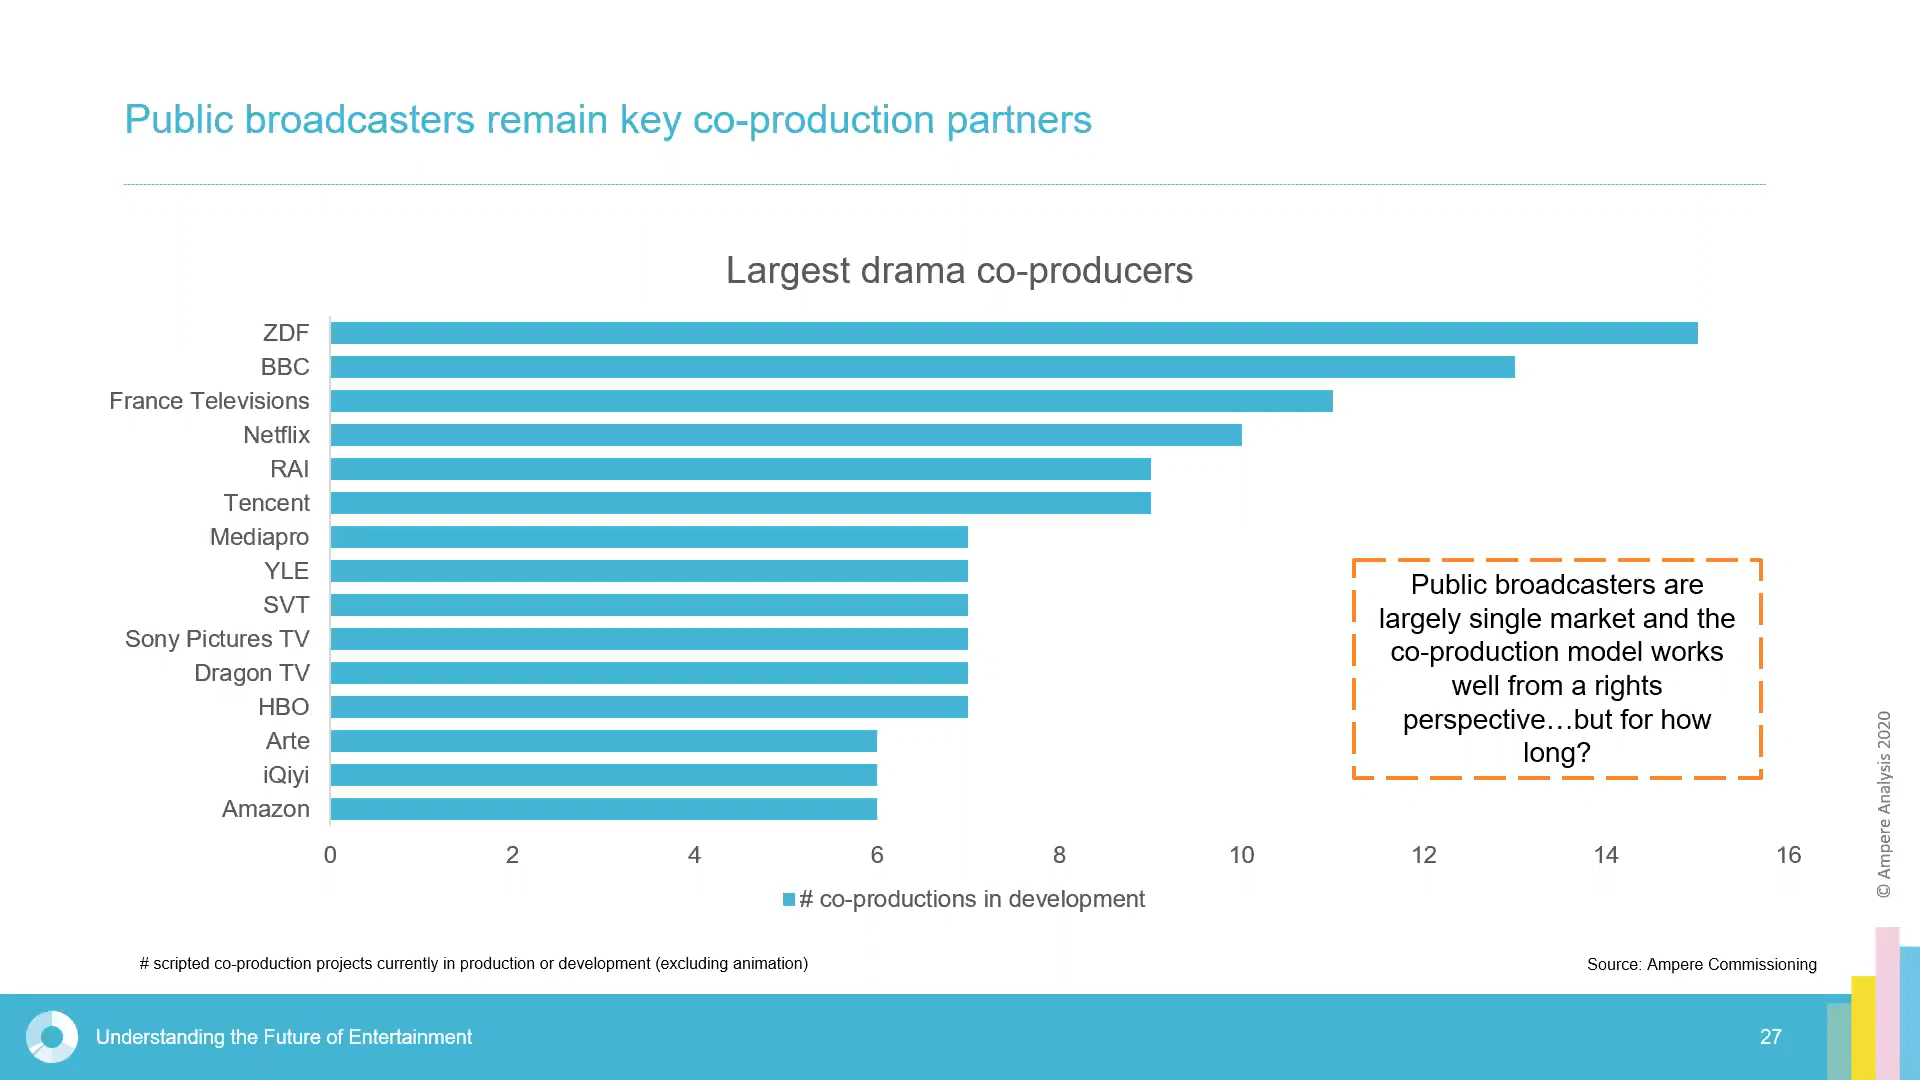 Public broadcasters remain key co-production partners
Largest drama co-producers
ZDF
BBC
France Televisions
Netflix
RAI
Tencent
Mediapro
YLE
SVT
Sony Pictures TV
Dragon TV
HBO
Arte
iQiyi
Amazon
0 2 4 6 8 10 12 14 16
# co-productions in development
Public broadcasters are
largely single market and the
co-production model works
well from a rights
perspective…but for how
long?
© Ampere Analysis 2020
# scripted co-production projects currently in production or development (excluding animation)
Source: Ampere Commissioning
Understanding the Future of Entertainment
27